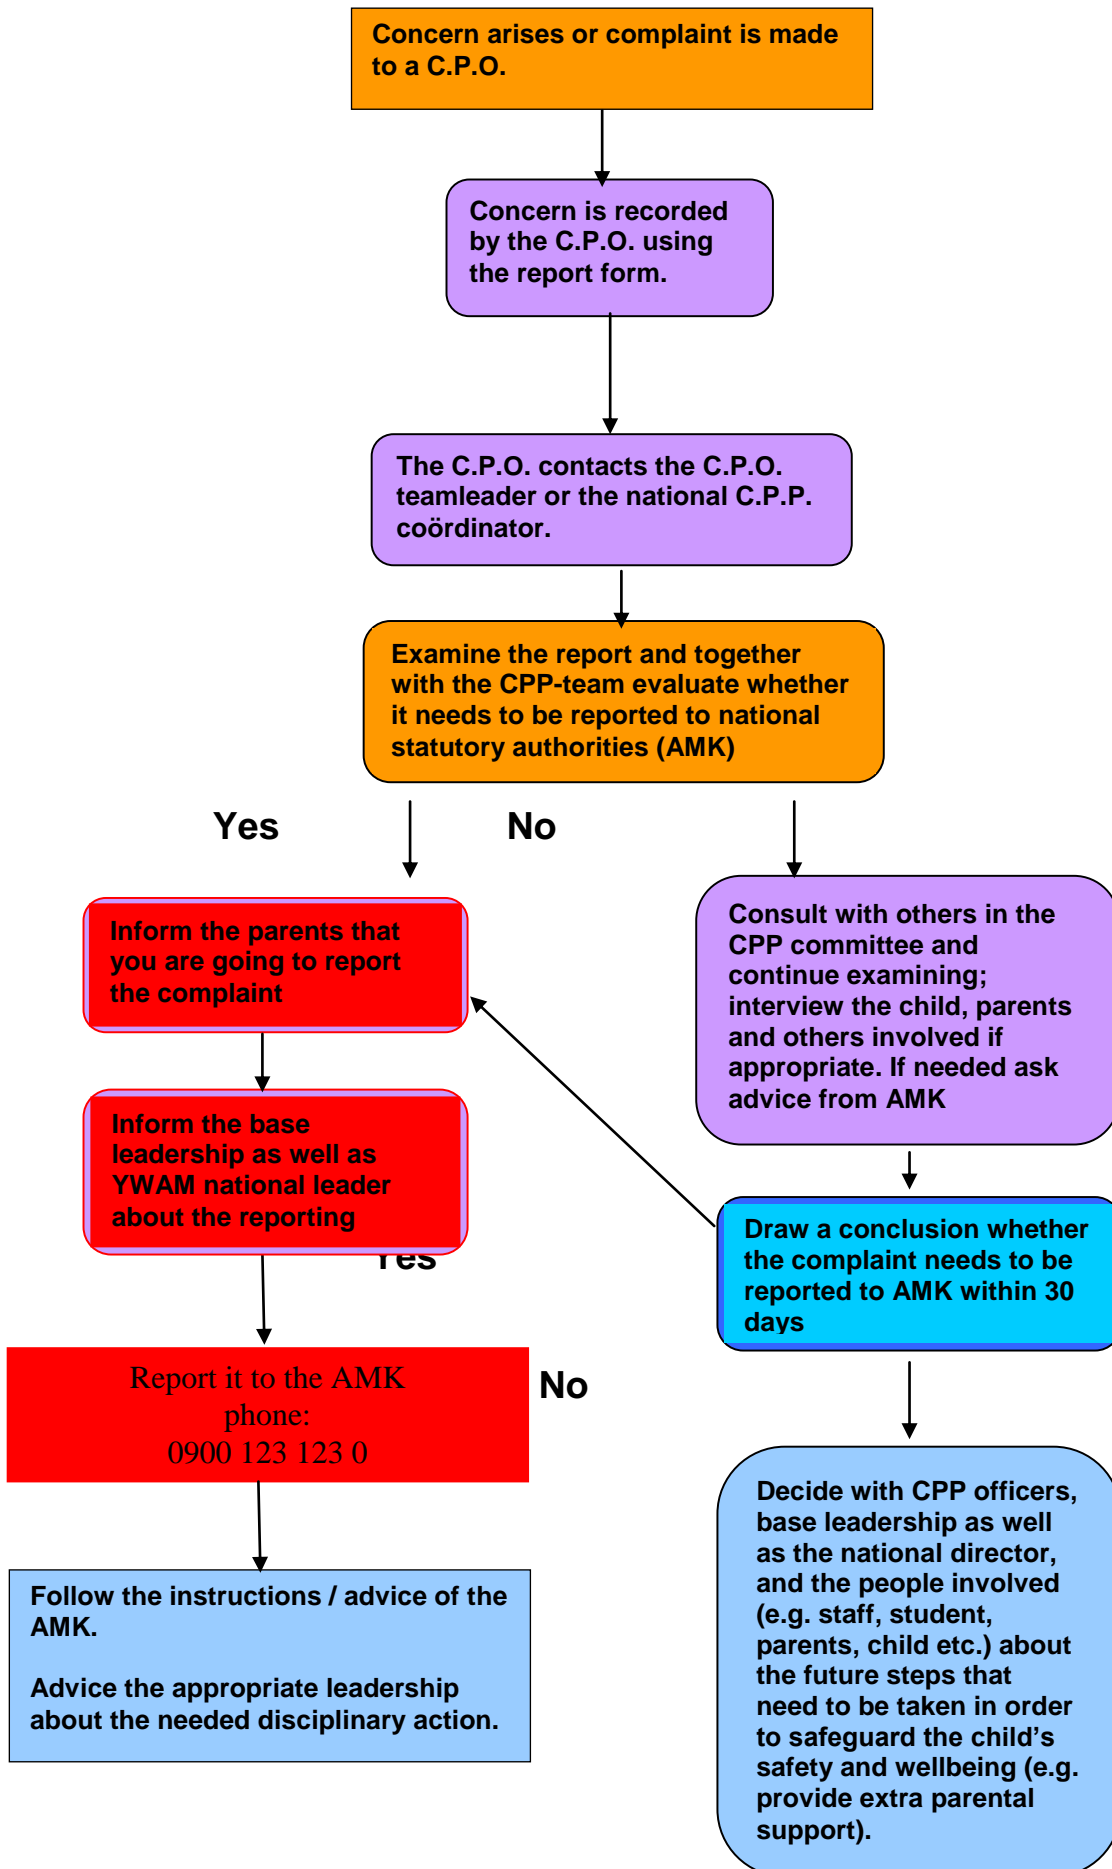 Concern arises or complaint is made
to a C.P.O.
Concern is recorded
by the C.P.O. using
the report form.
The C.P.O. contacts the C.P.O.
teamleader or the national C.P.P.
coördinator.
Examine the report and together
with the CPP-team evaluate whether
it needs to be reported to national
statutory authorities (AMK)
Yes
No
Inform the parents that
you are going to report
the complaint
Consult with others in the
CPP committee and
continue examining;
interview the child, parents
and others involved if
appropriate. If needed ask
advice from AMK
Inform the base
leadership as well as
YWAM national leader
about the reporting
Yes
Draw a conclusion whether
the complaint needs to be
reported to AMK within 30
days
Report it to the AMK
phone:
0900 123 123 0
No
Follow the instructions / advice of the
AMK.
Advice the appropriate leadership
about the needed disciplinary action.
Decide with CPP officers,
base leadership as well
as the national director,
and the people involved
(e.g. staff, student,
parents, child etc.) about
the future steps that
need to be taken in order
to safeguard the child’s
safety and wellbeing (e.g.
provide extra parental
support).